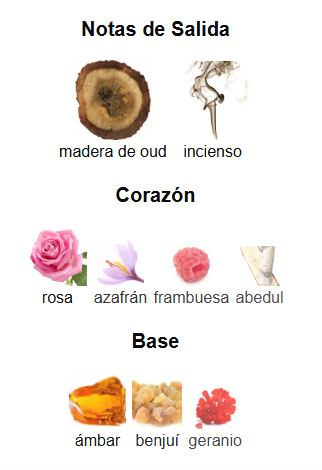 Notas de Salida
madera de oud incienso
Corazón
rosa azafrán frambuesa abedul
Base
ámbar benjuí geranio